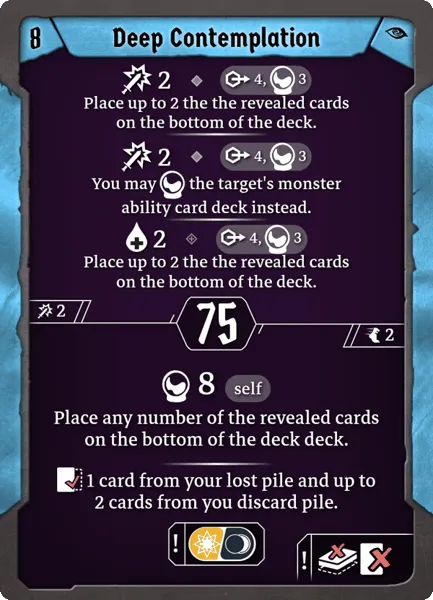 8 Deep Contemplation
2 4, 3
Place up to 2 the the revealed cards
on the bottom of the deck.
2 4, 3
You may the target's monster
ability card deck instead.
2 4, 3
Place up to 2 the the revealed cards
on the bottom of the deck.
2
75
2
8 self
Place any number of the revealed cards
on the bottom of the deck deck.
1 card from your lost pile and up to
2 cards from you discard pile.
!
!